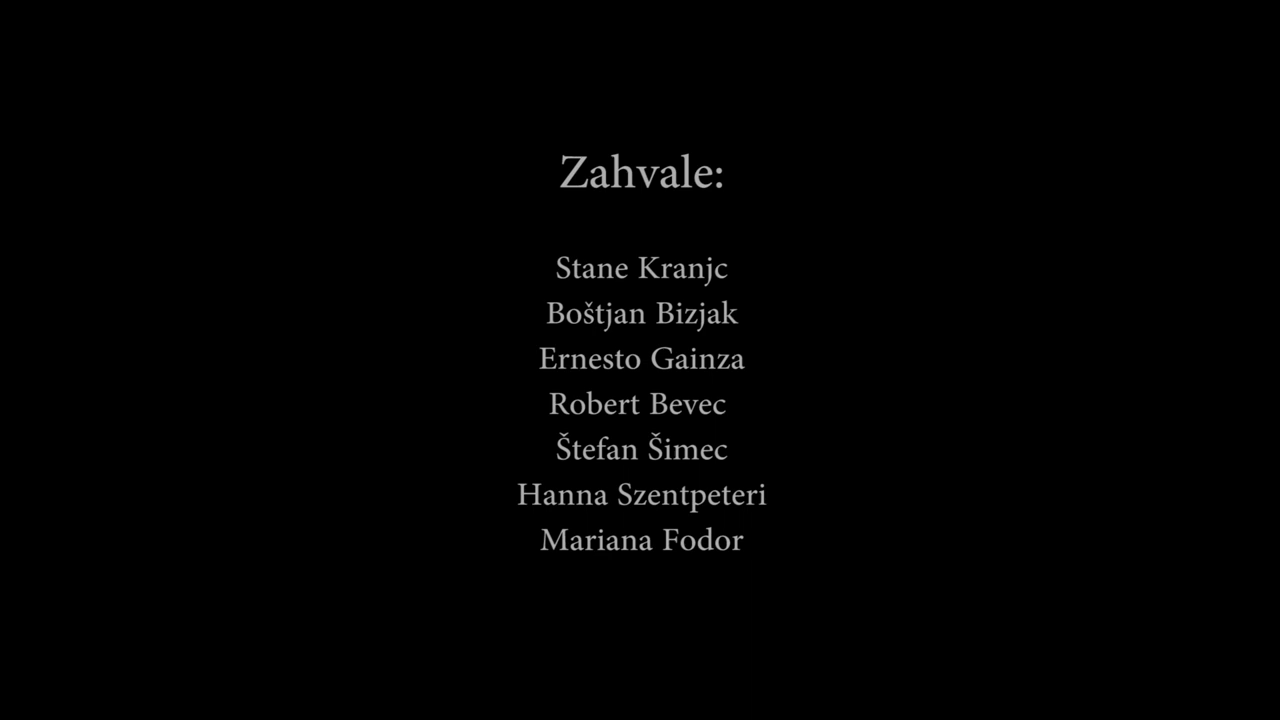 Zahvale:
Stane Kranjc
Boštjan Bizjak
Ernesto Gainza
Robert Bevec
Štefan Šimec
Hanna Szentpeteri
Mariana Fodor